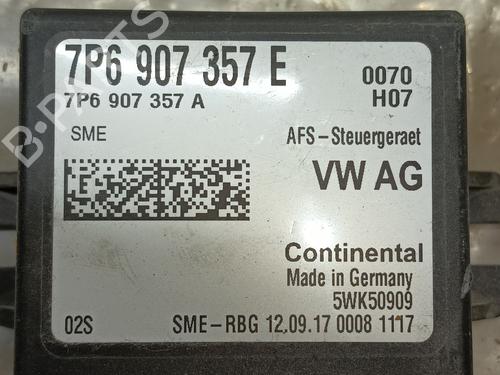 7P6 907 357 E 0070
7P6 907 357 A H07
SME AFS-Steuergeraet
VW AG
Continental
Made in Germany
5WK50909
02S SME-RBG 12.09.17 0008 1117
B-PARTS